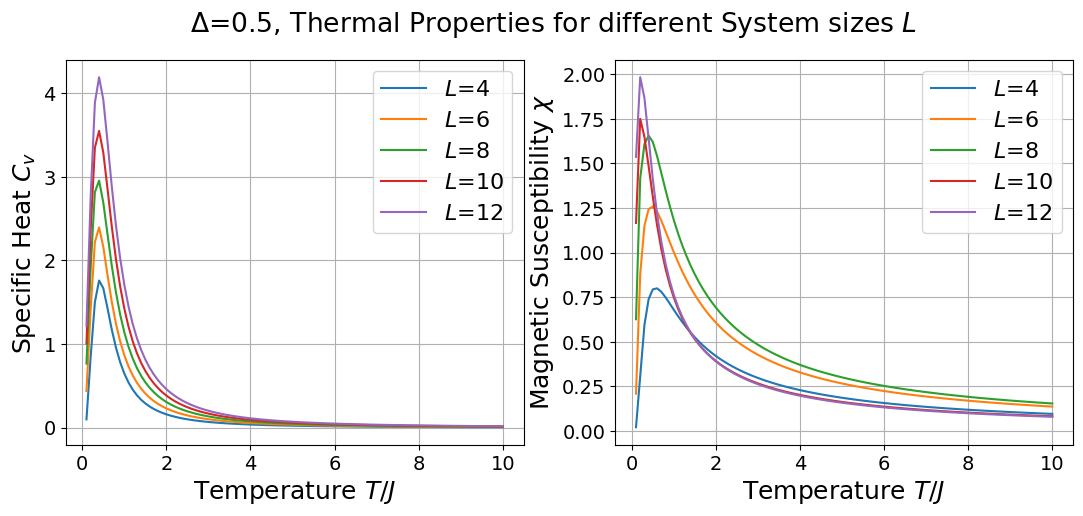 Δ=0.5, Thermal Properties for different System sizes L
Specific Heat Cv
4
3
2
1
0
0 2 4 6 8 10
Temperature T/J
L=4
L=6
L=8
L=10
L=12
Magnetic Susceptibility χ
2.00
1.75
1.50
1.25
1.00
0.75
0.50
0.25
0.00
0 2 4 6 8 10
Temperature T/J
L=4
L=6
L=8
L=10
L=12